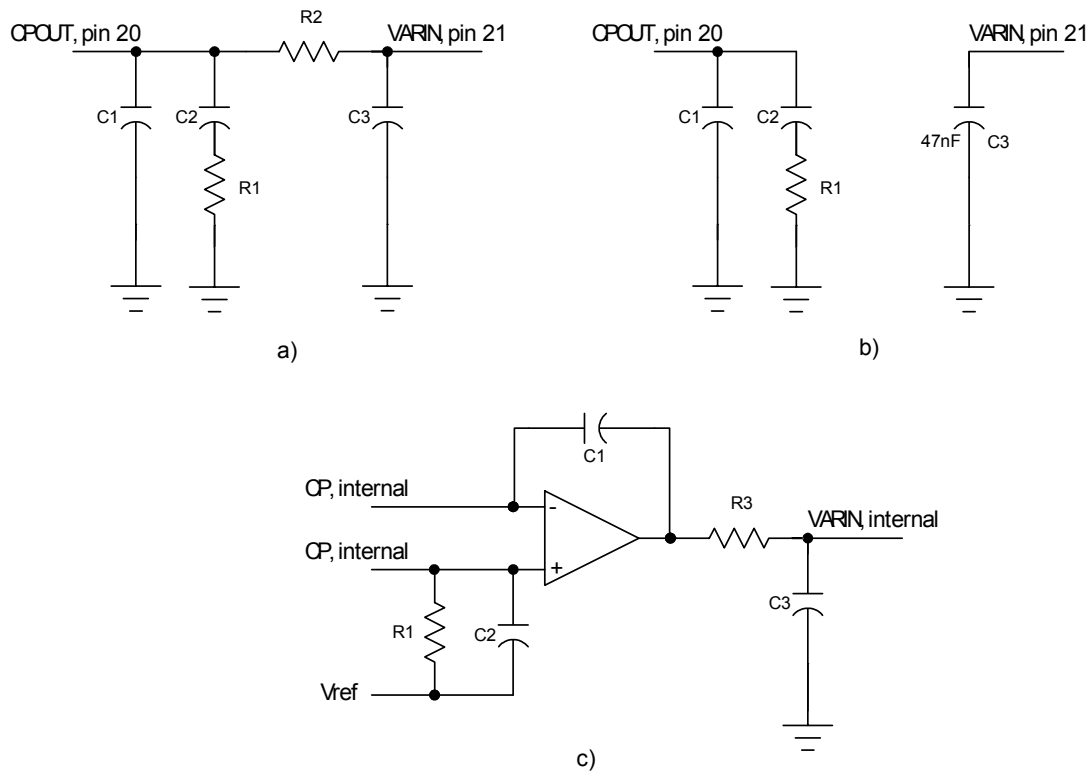 R2
CPOUT, pin 20
VARIN, pin 21
C1
C2
C3
R1
a)
CPOUT, pin 20
VARIN, pin 21
C1
C2
47nF
C3
R1
b)
C1
CP, internal
-
R3
VARIN, internal
CP, internal
+
R1
C2
C3
Vref
c)